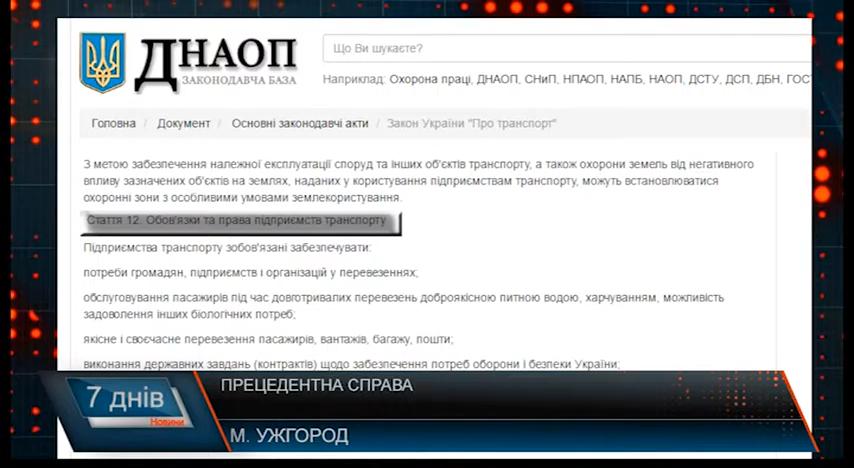 ДНАОП
ЗАКОНОДАВЧА БАЗА
Що Ви шукаєте?
Наприклад: Охорона праці, ДНАОП, СНиП, НПАОП, НАПБ, НАОП, ДСТУ, ДСП, ДБН, ГОСТ
Головна / Документ / Основні законодавчі акти / Закон України "Про транспорт"
З метою забезпечення належної експлуатації споруд та інших об'єктів транспорту, а також охорони земель від негативного
впливу зазначених об'єктів на землях, наданих у користування підприємствам транспорту, можуть встановлюватися
охоронні зони з особливими умовами землекористування.
Стаття 12. Обов'язки та права підприємств транспорту
Підприємства транспорту зобов'язані забезпечувати:
потреби громадян, підприємств і організацій у перевезеннях;
обслуговування пасажирів під час довготривалих перевезень доброякісною питною водою, харчуванням, можливість
задоволення інших біологічних потреб;
якісне і своєчасне перевезення пасажирів, вантажів, багажу, пошти;
виконання державних завдань (контрактів) щодо забезпечення потреб оборони і безпеки України;
7 днів
Новини
ПРЕЦЕДЕНТНА СПРАВА
М. УЖГОРОД